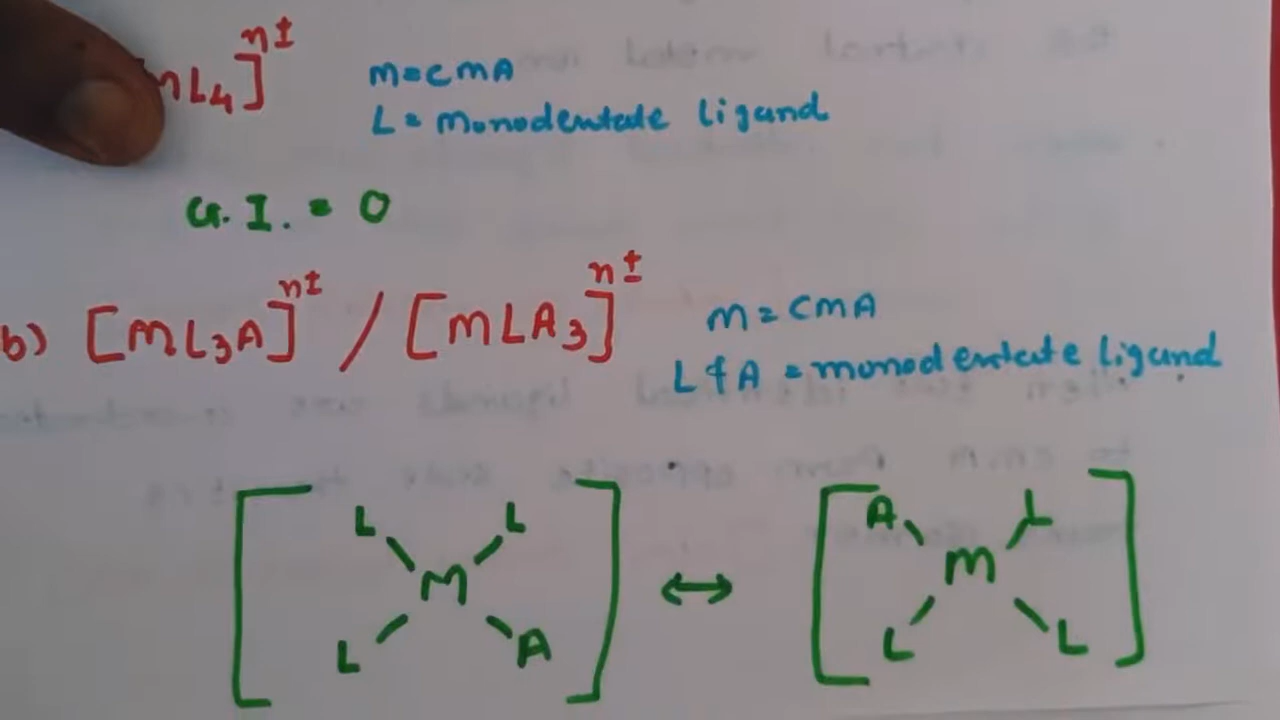 mL4]n±
m=cmA
L= monodentate ligand
G.I. = 0
b) [mL3A]n± / [mLA3]n±
m = cmA
L & A = monodentate ligand
[L L M L A] ↔ [A L m L L]